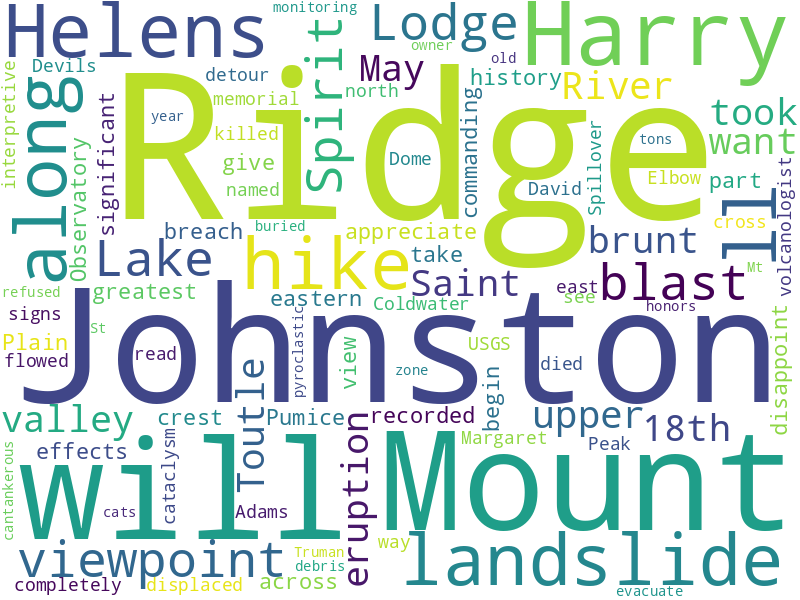 monitoring
Helens
Lodge
Harry
owner
Devils
detour
May
history
interpretive
along
Spirit
memorial
north
River
significant
Ridge
year
commanding
took
killed
Spillover
tons
want
Observatory
give
Dome
named
David
Elbow
part
volcanologist
ll
buried
cross
breach
appreciate
brunt
Lake
hike
take
Saint
blast
Mt
refused
greatest
eastern
Coldwater
east
see
honors
signs
St
Johnston
pyroclastic
view
USGS
disappoint
Plain
flowed
read
zone
died
begin
valley
crest
Pumice
recorded
upper
18th
Toutle
effects
cataclysm
eruption
Margaret
Peak
cantankerous
will
Mount
cats
Adams
viewpoint
Truman
way
landslide
debris
completely
displaced
across
evacuate
old